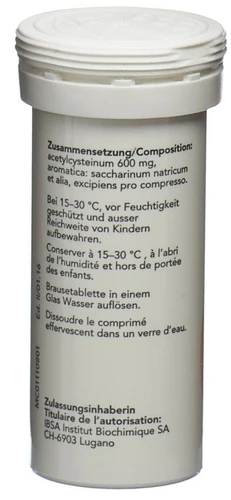 Zusammensetzung/Composition:
acetylcysteinum 600 mg,
aromatica: saccharinum natricum
et alia, excipiens pro compresso.
Bei 15–30 °C, vor Feuchtigkeit
geschützt und ausser
Reichweite von Kindern
aufbewahren.
Conserver à 15–30 °C , à l'abri
de l'humidité et hors de portée
des enfants.
Brausetablette in einem
Glas Wasser auflösen.
Dissoudre le comprimé
effervescent dans un verre d'eau.
Zulassungsinhaberin
Titulaire de l'autorisation:
IBSA Institut Biochimique SA
CH-6903 Lugano